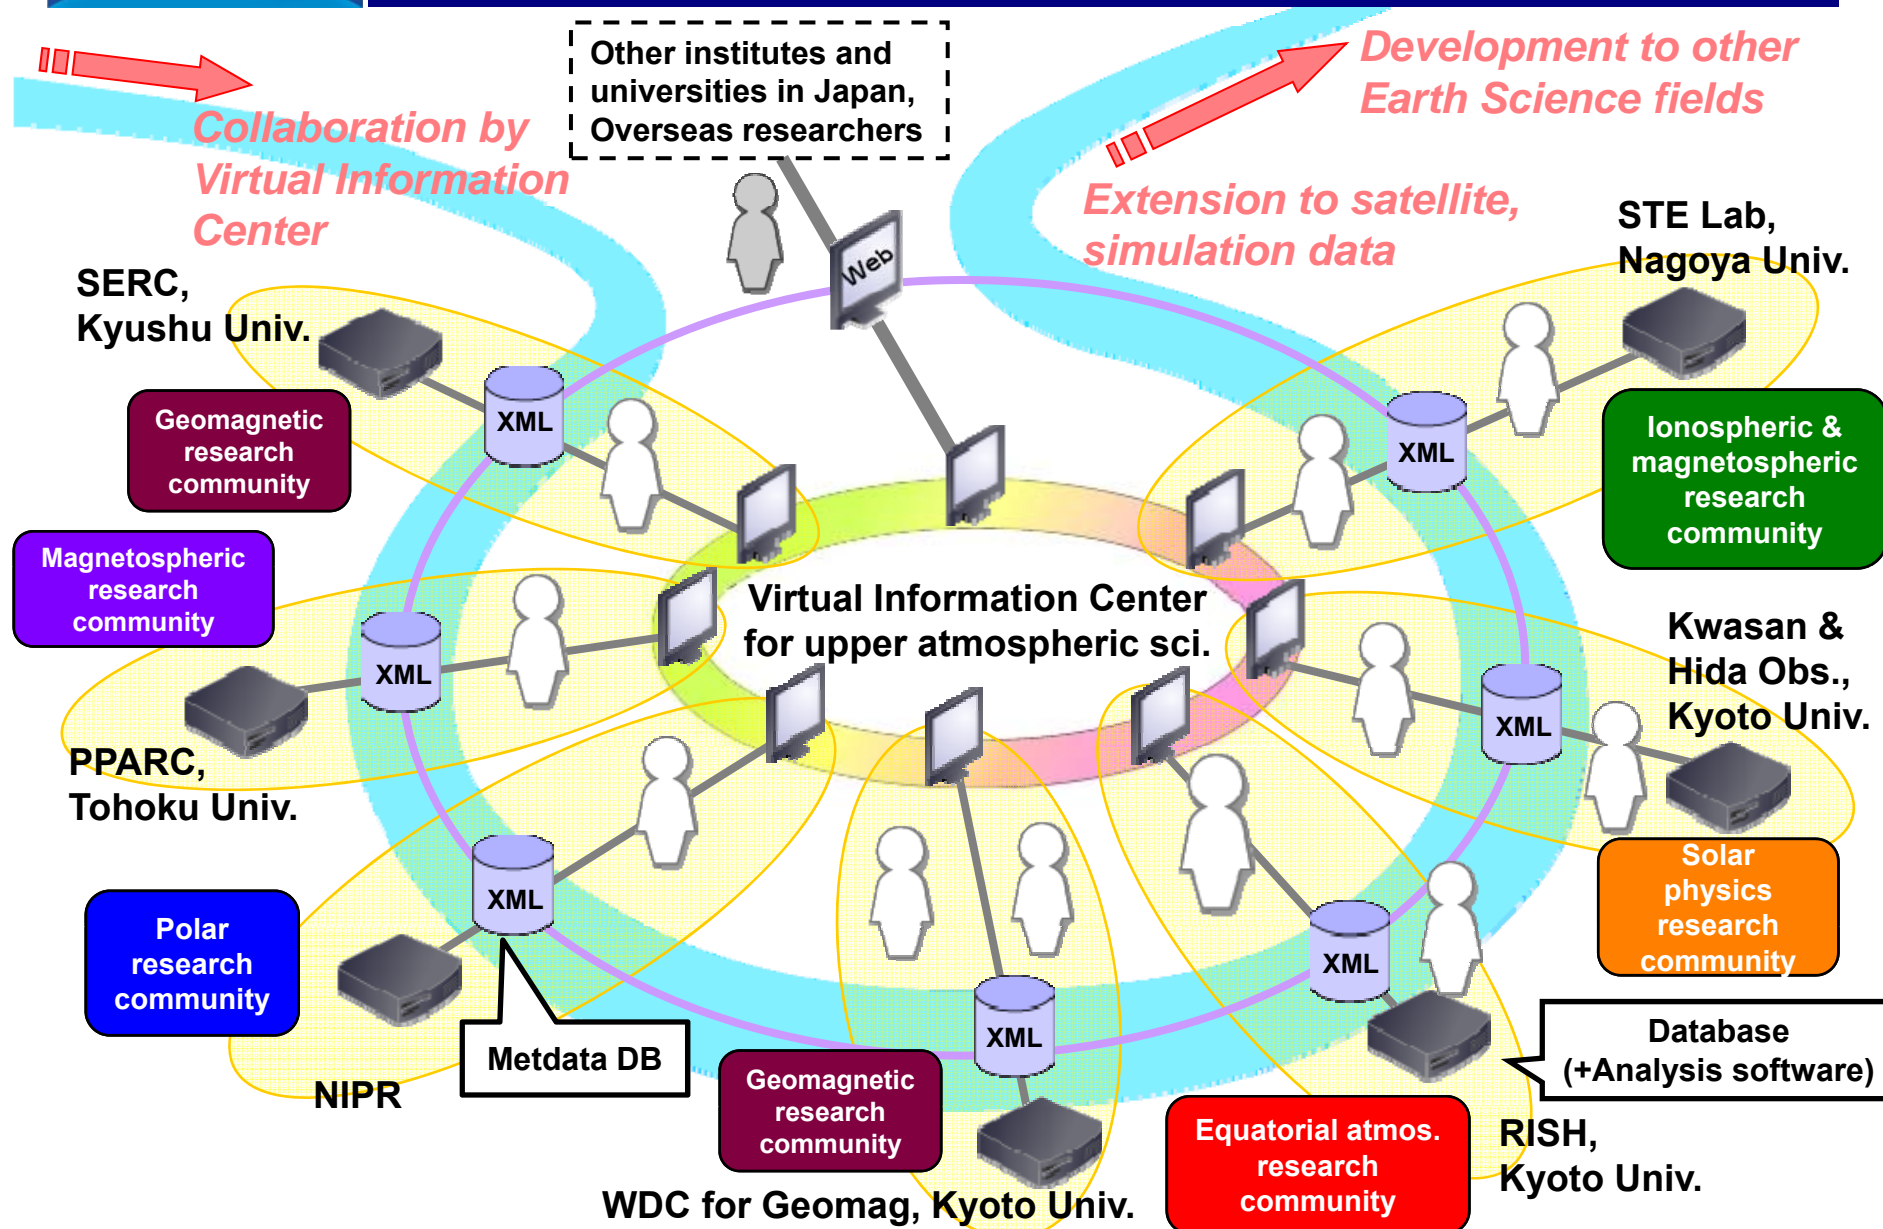 Other institutes and
universities in Japan,
Overseas researchers
Development to other
Earth Science fields
Collaboration by
Virtual Information
Center
Extension to satellite,
simulation data
STE Lab,
Nagoya Univ.
SERC,
Kyushu Univ.
Web
XML
XML
Geomagnetic
research
community
Ionospheric &
magnetospheric
research
community
Magnetospheric
research
community
Virtual Information Center
for upper atmospheric sci.
XML
Kwasan &
Hida Obs.,
Kyoto Univ.
XML
PPARC,
Tohoku Univ.
XML
Solar
physics
research
community
Polar
research
community
XML
XML
Metdata DB
Database
(+Analysis software)
NIPR
Geomagnetic
research
community
Equatorial atmos.
research
community
RISH,
Kyoto Univ.
WDC for Geomag, Kyoto Univ.